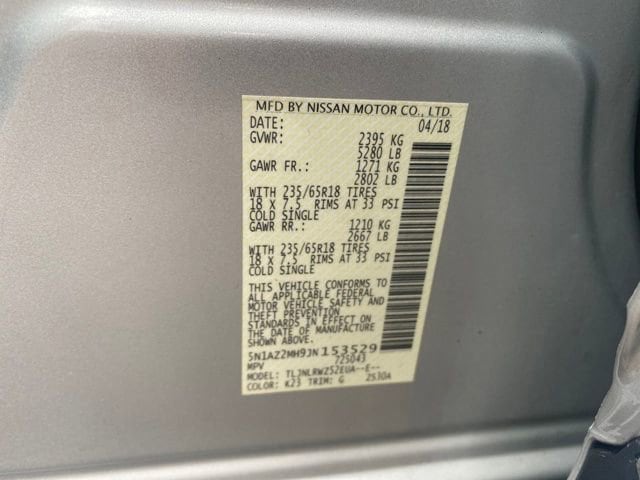 MFD BY NISSAN MOTOR CO., LTD.
DATE: 04/18
GVWR: 2395 KG
5280 LB
GAWR FR.: 1271 KG
2802 LB
WITH 235/65R18 TIRES
18 X 7.5 RIMS AT 33 PSI
COLD SINGLE
GAWR RR.: 1210 KG
2667 LB
WITH 235/65R18 TIRES
18 X 7.5 RIMS AT 33 PSI
COLD SINGLE
THIS VEHICLE CONFORMS TO
ALL APPLICABLE FEDERAL
MOTOR VEHICLE SAFETY AND
THEFT PREVENTION
STANDARDS IN EFFECT ON
THE DATE OF MANUFACTURE
SHOWN ABOVE.
5N1AZ2MH9JN153529
MPV 725043
MODEL: TLJNLRWZ52EUA--E--
COLOR: K23 TRIM: G 2S30A